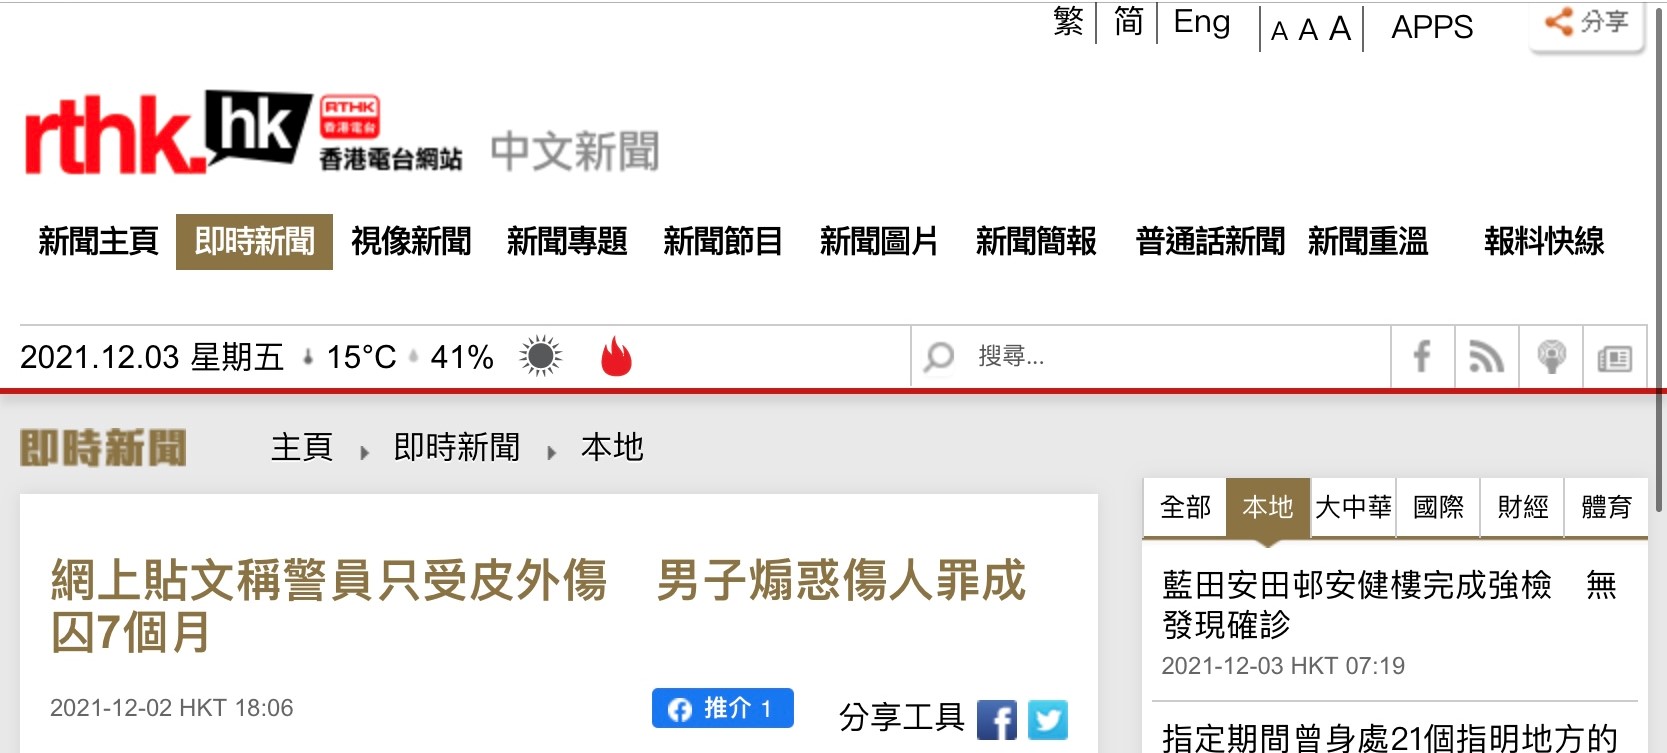 繁 简 Eng A A A APPS 分享
rthk.hk RTHK 香港電台 香港電台網站 中文新聞
新聞主頁 即時新聞 視像新聞 新聞專題 新聞節目 新聞圖片 新聞簡報 普通話新聞 新聞重溫 報料快線
2021.12.03 星期五 15°C 41% 搜尋...
即時新聞 主頁 即時新聞 本地
網上貼文稱警員只受皮外傷　男子煽惑傷人罪成
囚7個月
2021-12-02 HKT 18:06
推介 1 分享工具
全部 本地 大中華 國際 財經 體育
藍田安田邨安健樓完成強檢　無
發現確診
2021-12-03 HKT 07:19
指定期間曾身處21個指明地方的